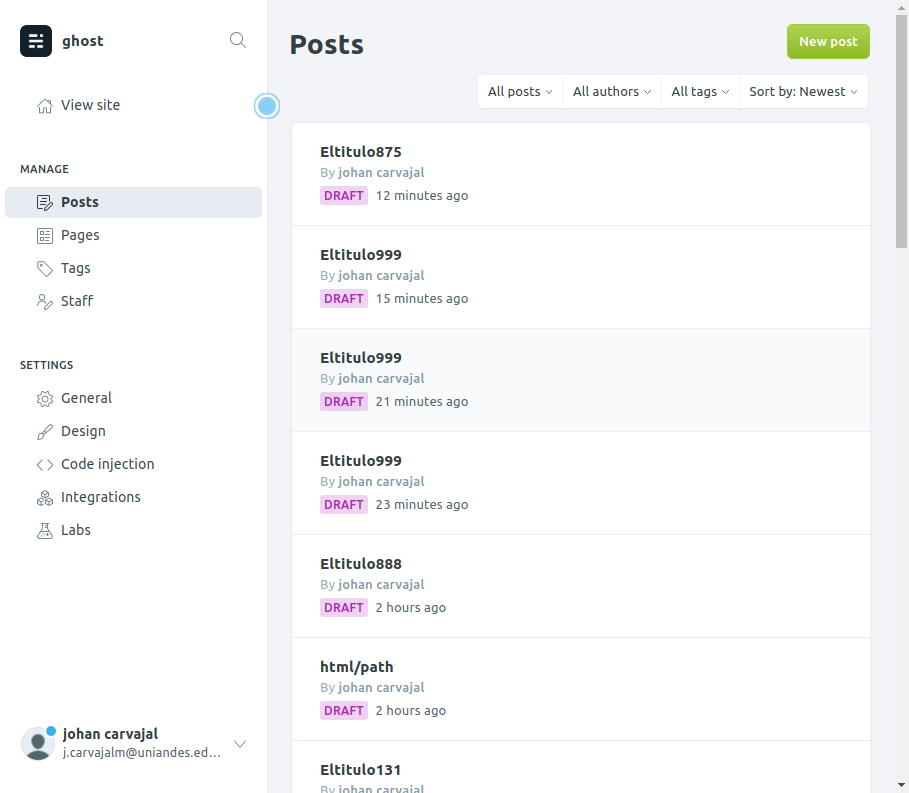 ghost
View site
MANAGE
Posts
Pages
Tags
Staff
SETTINGS
General
Design
Code injection
Integrations
Labs
johan carvajal
j.carvajalm@uniandes.ed...
Posts
New post
All posts
All authors
All tags
Sort by: Newest
Eltitulo875
By johan carvajal
DRAFT 12 minutes ago
Eltitulo999
By johan carvajal
DRAFT 15 minutes ago
Eltitulo999
By johan carvajal
DRAFT 21 minutes ago
Eltitulo999
By johan carvajal
DRAFT 23 minutes ago
Eltitulo888
By johan carvajal
DRAFT 2 hours ago
html/path
By johan carvajal
DRAFT 2 hours ago
Eltitulo131
By johan carvajal